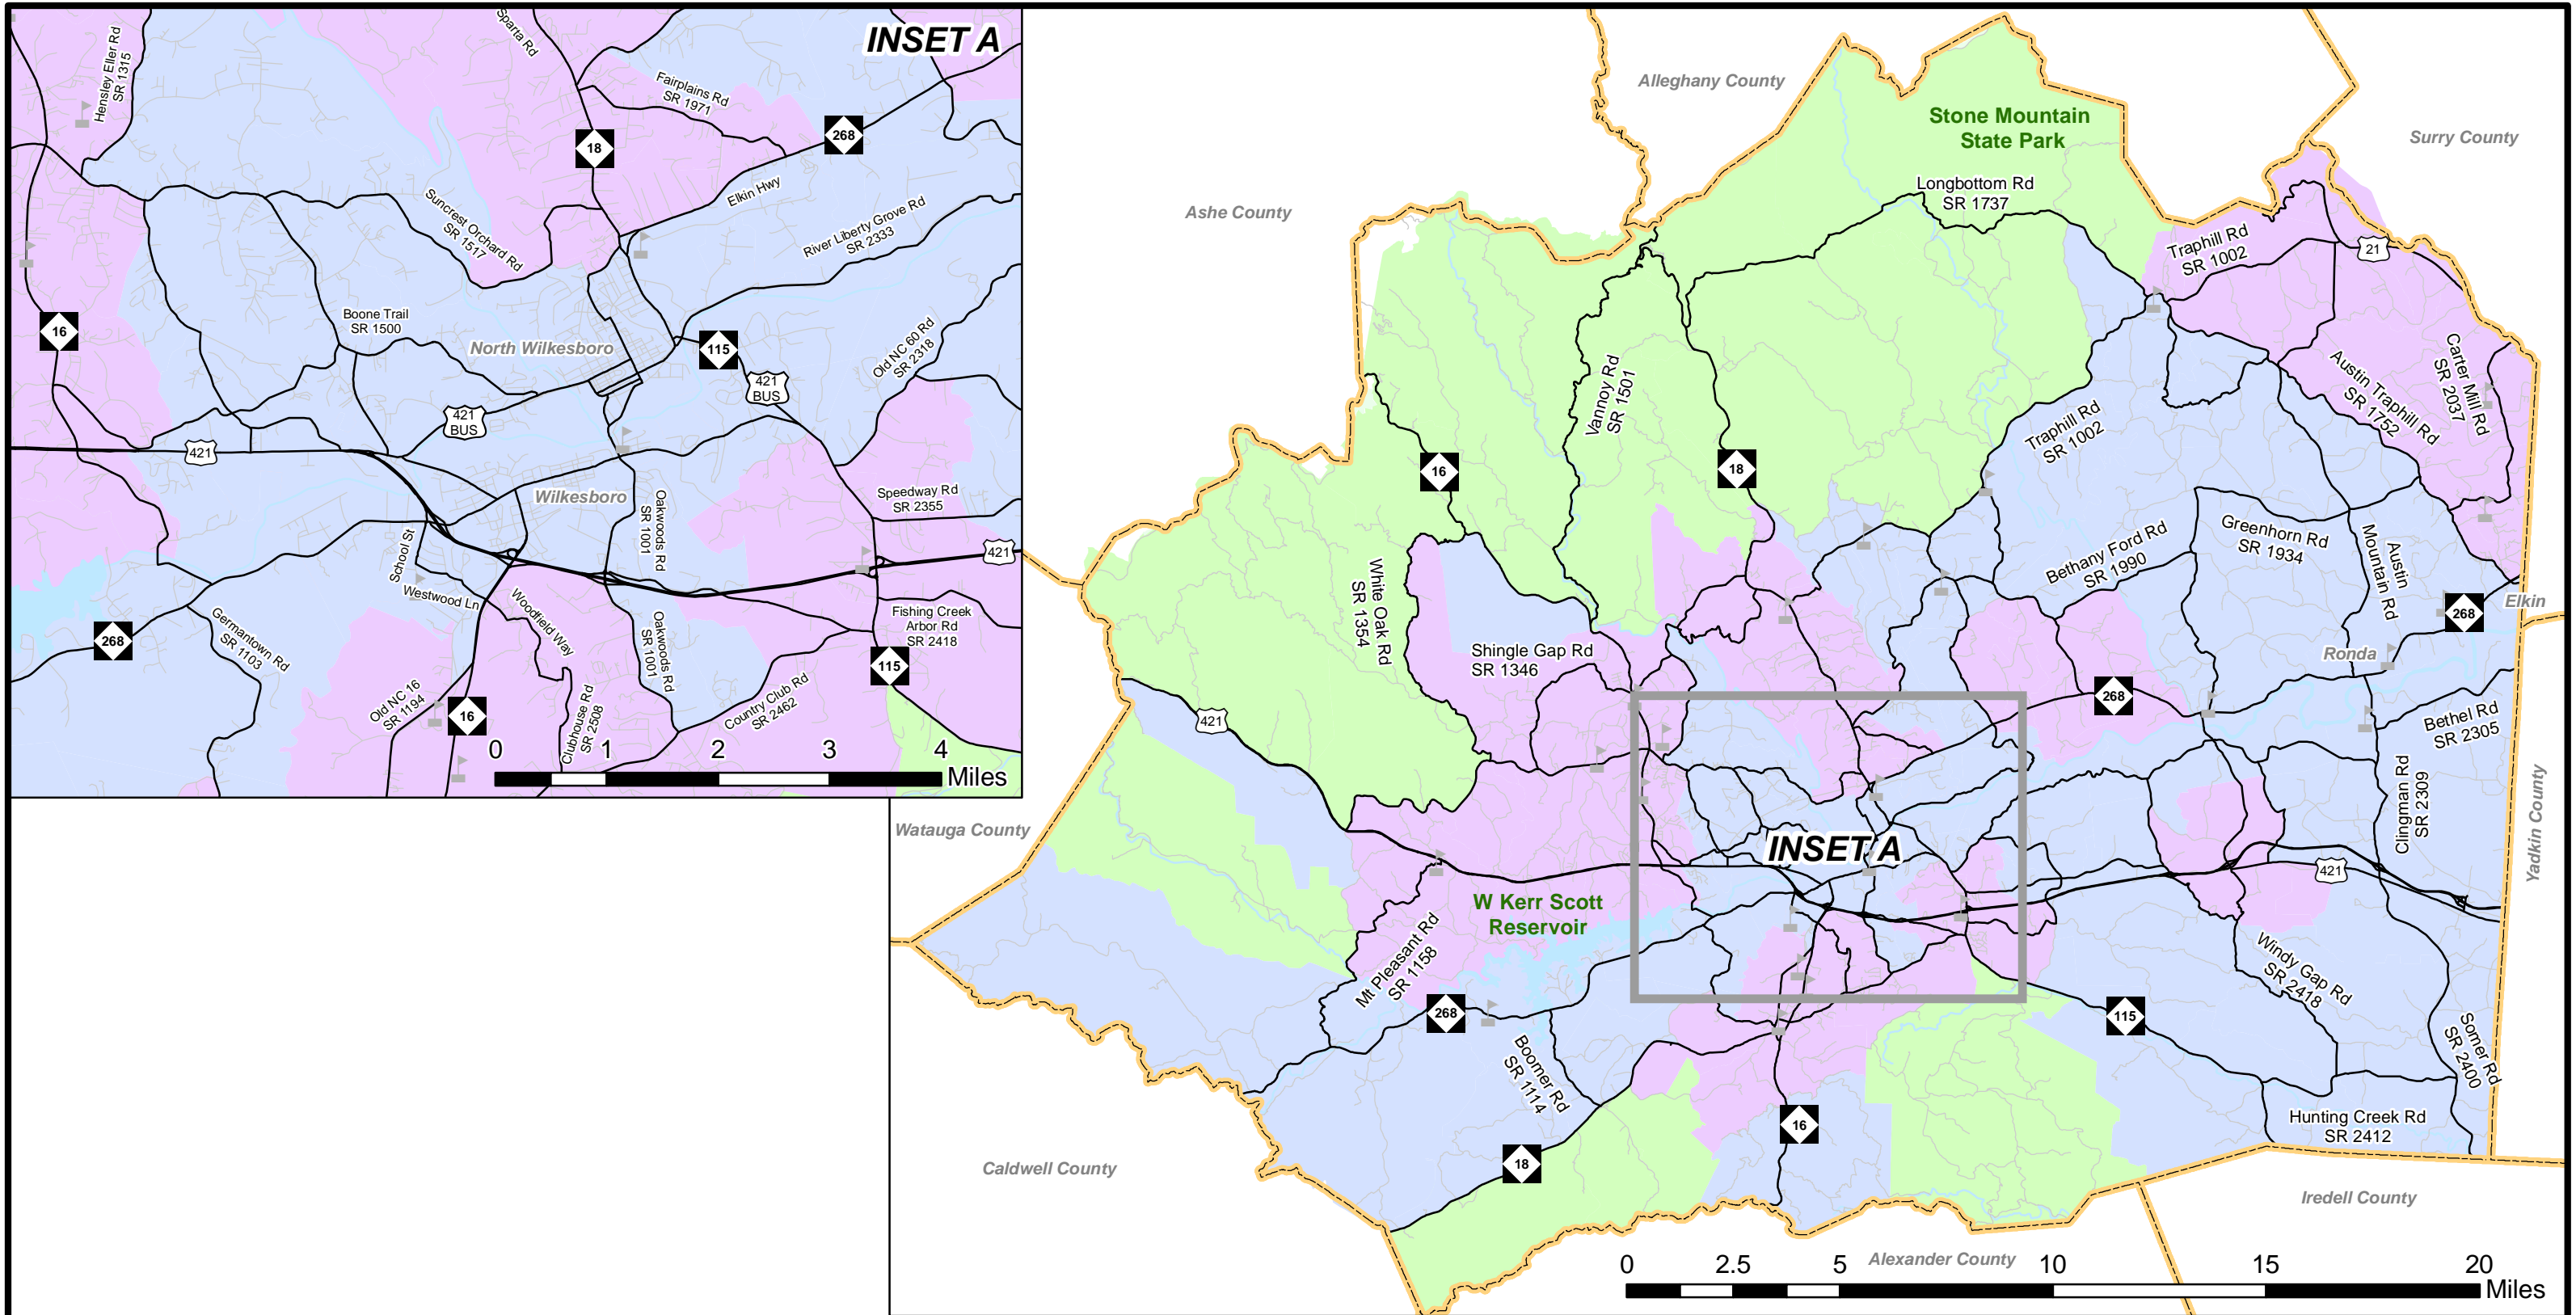 INSET A
Hensley Eller Rd
SR 1315
Sparta Rd
Fairplains Rd
SR 1971
18
268
Elkin Hwy
Suncrest Orchard Rd
SR 1517
River Liberty Grove Rd
SR 2333
16
Boone Trail
SR 1500
North Wilkesboro
115
Old NC 60 Rd
SR 2318
421
BUS
421
BUS
421
Wilkesboro
Oakwoods Rd
SR 1001
Speedway Rd
SR 2355
421
School St
Westwood Ln
Woodfield Way
Germantown Rd
SR 1103
268
Oakwoods Rd
SR 1001
Fishing Creek
Arbor Rd
SR 2418
115
Old NC 16
SR 1194
16
Clubhouse Rd
SR 2508
Country Club Rd
SR 2462
0 1 2 3 4
Miles
Alleghany County
Surry County
Ashe County
Stone Mountain
State Park
Longbottom Rd
SR 1737
Traphill Rd
SR 1002
21
Carter Mill Rd
SR 2037
Austin Traphill Rd
SR 1752
Vannoy Rd
SR 1501
Traphill Rd
SR 1002
16
18
White Oak Rd
SR 1354
Shingle Gap Rd
SR 1346
Bethany Ford Rd
SR 1990
Greenhorn Rd
SR 1934
Austin
Mountain Rd
268
Elkin
Ronda
268
421
Bethel Rd
SR 2305
Clingman Rd
SR 2309
Yadkin County
Watauga County
INSET A
421
W Kerr Scott
Reservoir
Mt Pleasant Rd
SR 1158
268
Windy Gap Rd
SR 2418
115
Somer Rd
SR 2400
Boomer Rd
SR 1114
16
Hunting Creek Rd
SR 2412
18
Caldwell County
Iredell County
Alexander County
0 2.5 5 10 15 20
Miles